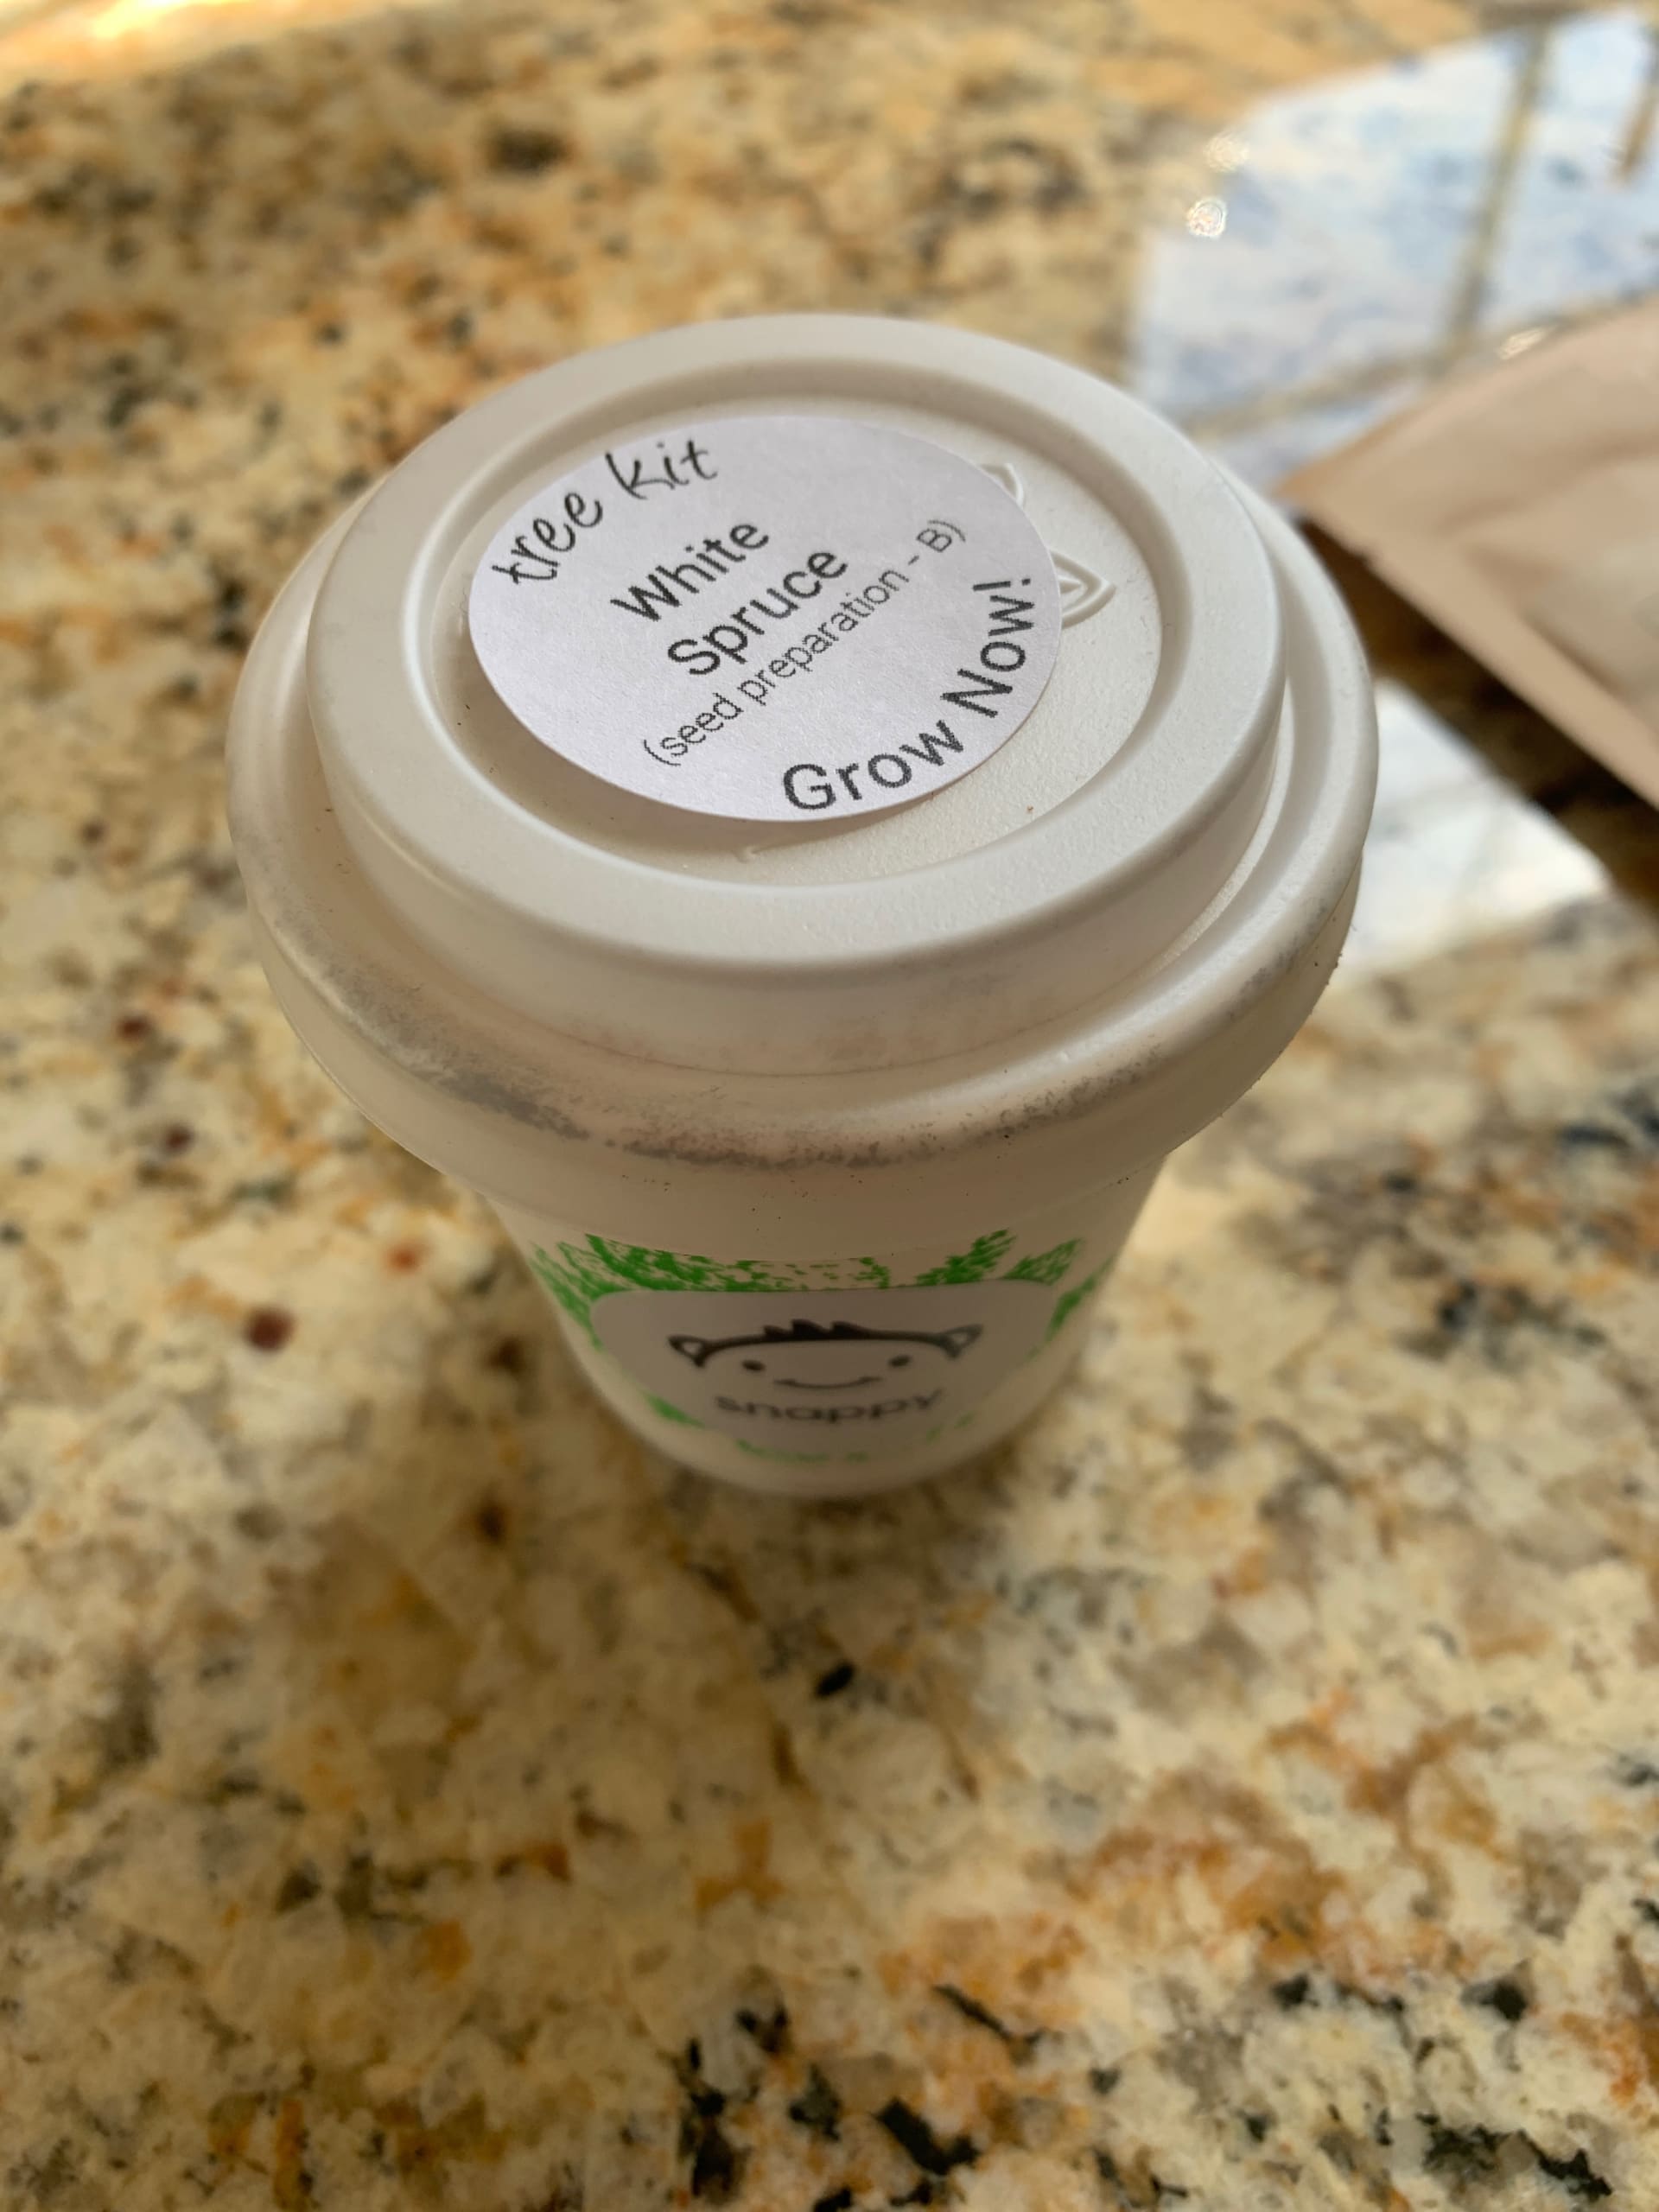 tree kit
White
Spruce
(seed preparation - B)
Grow Now!
snappy